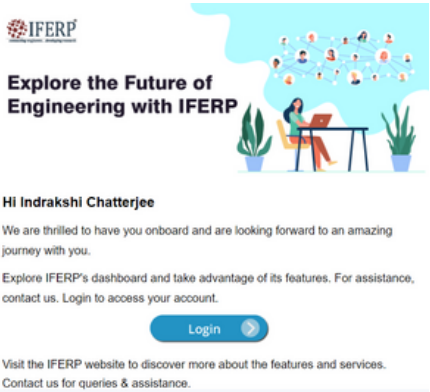 IFERP
connecting engineers...developing research
Explore the Future of
Engineering with IFERP
Hi Indrakshi Chatterjee
We are thrilled to have you onboard and are looking forward to an amazing
journey with you.
Explore IFERP's dashboard and take advantage of its features. For assistance,
contact us. Login to access your account.
Login
Visit the IFERP website to discover more about the features and services.
Contact us for queries & assistance.